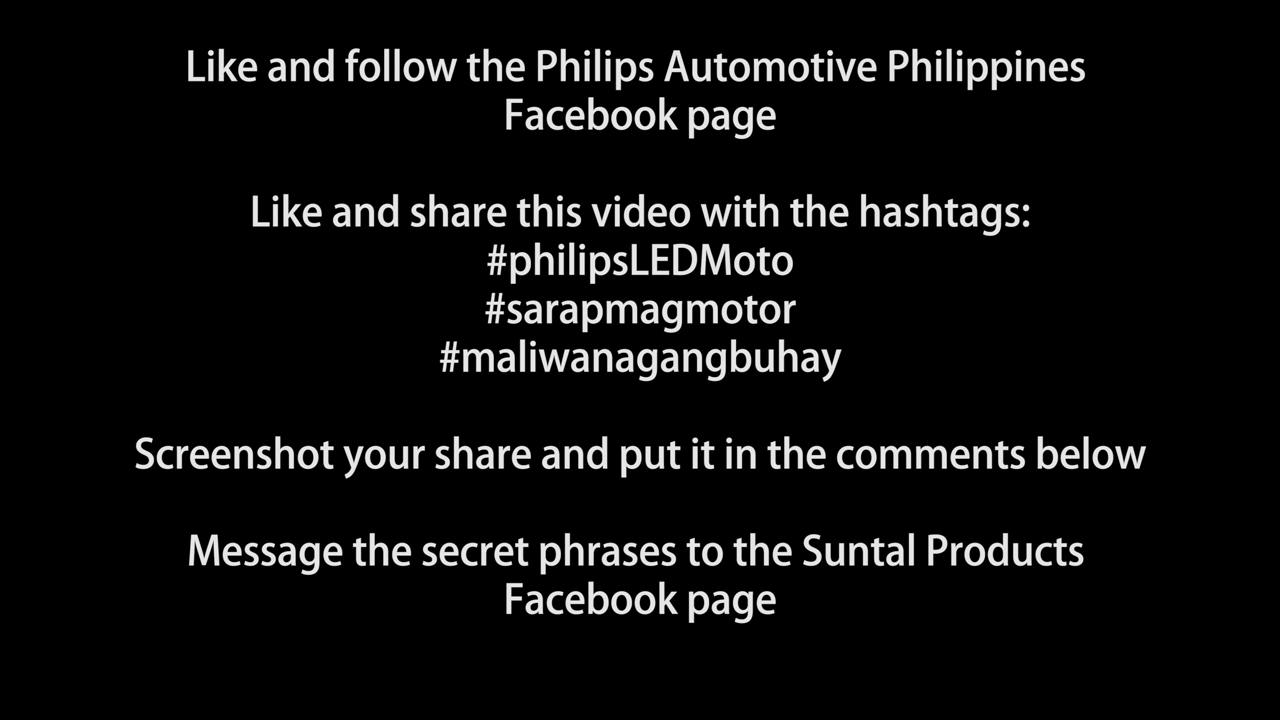 Like and follow the Philips Automotive Philippines
Facebook page
Like and share this video with the hashtags:
#philipsLEDMoto
#sarapmagmotor
#maliwanagangbuhay
Screenshot your share and put it in the comments below
Message the secret phrases to the Suntal Products
Facebook page